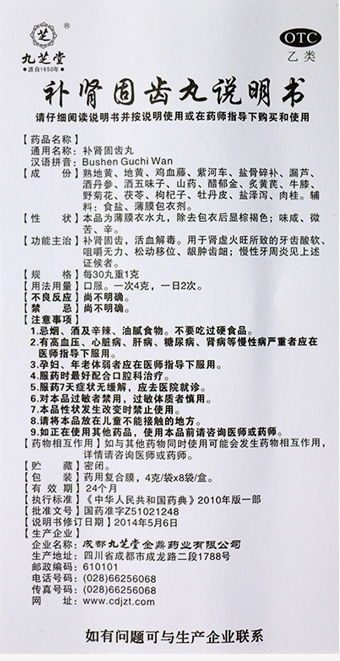 芝
九芝堂
源自1650年
OTC
乙类
补肾固齿丸说明书
请仔细阅读说明书并按说明使用或在药师指导下购买和使用
【药品名称】
通用名称：补肾固齿丸
汉语拼音：Bushen Guchi Wan
【成　　份】熟地黄、地黄、鸡血藤、紫河车、盐骨碎补、漏芦、
酒丹参、酒五味子、山药、醋郁金、炙黄芪、牛膝、
野菊花、茯苓、枸杞子、牡丹皮、盐泽泻、肉桂。辅
料：食盐、薄膜包衣剂。
【性　　状】本品为薄膜衣水丸，除去包衣后显棕褐色；味咸、微
苦、辛。
【功能主治】补肾固齿，活血解毒。用于肾虚火旺所致的牙齿酸软、
咀嚼无力、松动移位、龈肿齿衄；慢性牙周炎见上述
证候者。
【规　　格】每30丸重1克
【用法用量】口服。一次4克，一日2次。
【不良反应】尚不明确。
【禁　　忌】尚不明确。
【注意事项】
1.忌烟、酒及辛辣、油腻食物。不要吃过硬食品。
2.有高血压、心脏病、肝病、糖尿病、肾病等慢性病严重者应在
医师指导下服用。
3.孕妇、年老体弱者应在医师指导下服用。
4.服药时最好配合口腔科治疗。
5.服药7天症状无缓解，应去医院就诊。
6.对本品过敏者禁用，过敏体质者慎用。
7.本品性状发生改变时禁止使用。
8.请将本品放在儿童不能接触的地方。
9.如正在使用其他药品，使用本品前请咨询医师或药师。
【药物相互作用】如与其他药物同时使用可能会发生药物相互作用，
详情请咨询医师或药师。
【贮　　藏】密闭。
【包　　装】药用复合膜，4克/袋x8袋/盒。
【有 效 期】24个月
【执行标准】《中华人民共和国药典》2010年版一部
【批准文号】国药准字Z51021248
【说明书修订日期】2014年5月6日
【生产企业】
企业名称：成都九芝堂金鼎药业有限公司
生产地址：四川省成都市成龙路二段1788号
邮政编码：610101
电话号码：(028)66256068
传真号码：(028)66256068
网　　址：www.cdjzt.com
如有问题可与生产企业联系